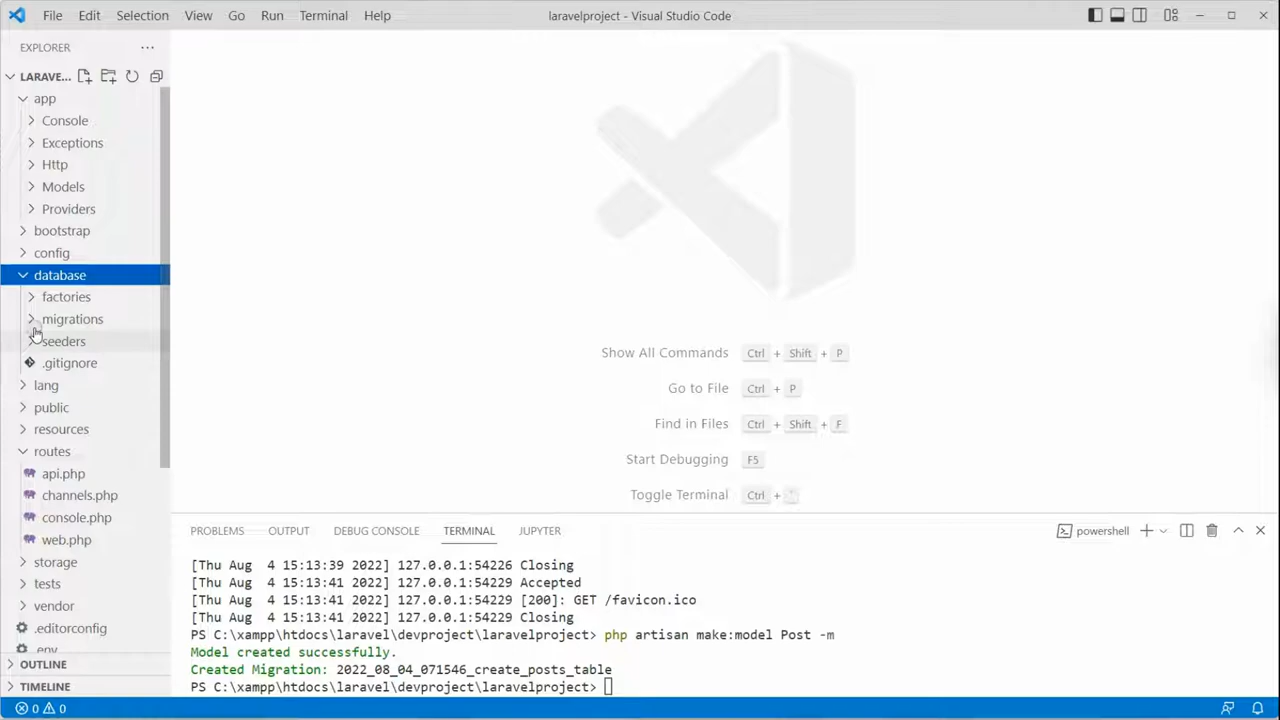 File Edit Selection View Go Run Terminal Help laravelproject - Visual Studio Code
EXPLORER
LARAVE...
app
Console
Exceptions
Http
Models
Providers
bootstrap
config
database
factories
migrations
seeders
.gitignore
lang
public
resources
routes
api.php
channels.php
console.php
web.php
storage
tests
vendor
.editorconfig
.env
OUTLINE
TIMELINE
Show All Commands Ctrl + Shift + P
Go to File Ctrl + P
Find in Files Ctrl + Shift + F
Start Debugging F5
Toggle Terminal Ctrl + `
PROBLEMS OUTPUT DEBUG CONSOLE TERMINAL JUPYTER powershell
[Thu Aug  4 15:13:39 2022] 127.0.0.1:54226 Closing
[Thu Aug  4 15:13:41 2022] 127.0.0.1:54229 Accepted
[Thu Aug  4 15:13:41 2022] 127.0.0.1:54229 [200]: GET /favicon.ico
[Thu Aug  4 15:13:41 2022] 127.0.0.1:54229 Closing
PS C:\xampp\htdocs\laravel\devproject\laravelproject> php artisan make:model Post -m
Model created successfully.
Created Migration: 2022_08_04_071546_create_posts_table
PS C:\xampp\htdocs\laravel\devproject\laravelproject>
0 0